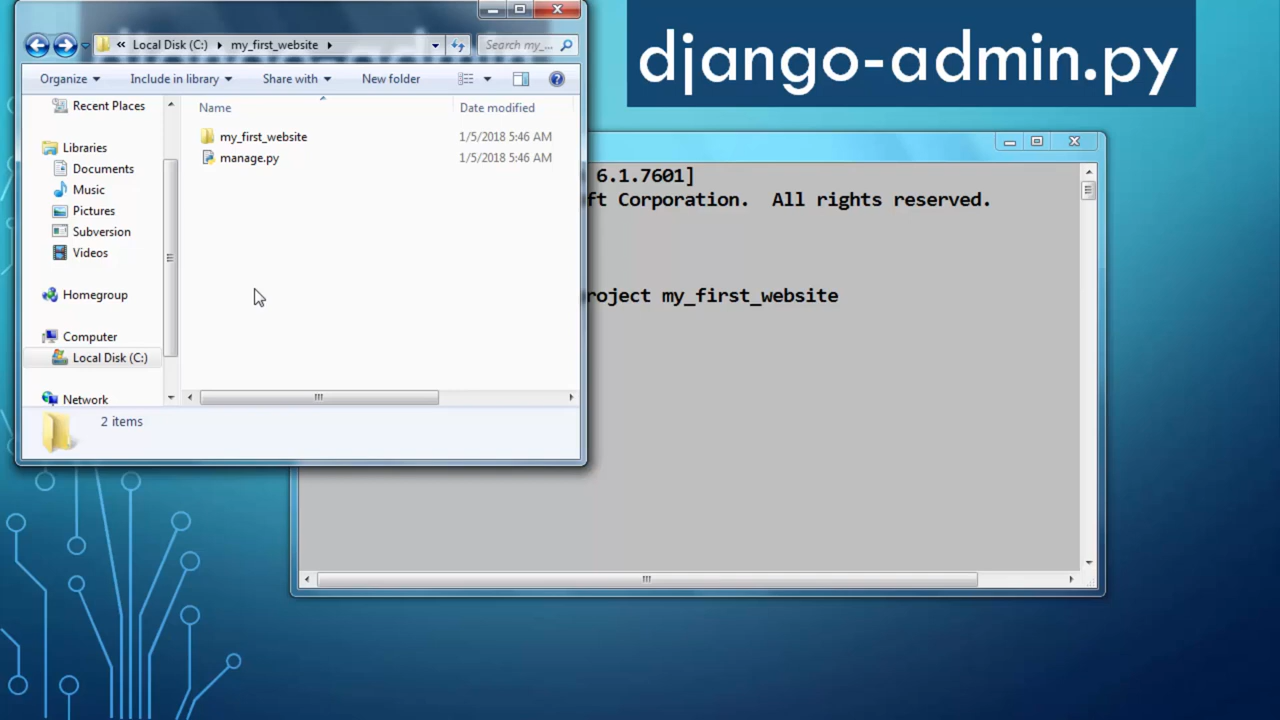 django-admin.py
Local Disk (C:) my_first_website
Search my_...
Organize Include in library Share with New folder
Name Date modified
my_first_website 1/5/2018 5:46 AM
manage.py 1/5/2018 5:46 AM
Recent Places
Libraries
Documents
Music
Pictures
Subversion
Videos
Homegroup
Computer
Local Disk (C:)
Network
2 items
6.1.7601]
ft Corporation. All rights reserved.
roject my_first_website